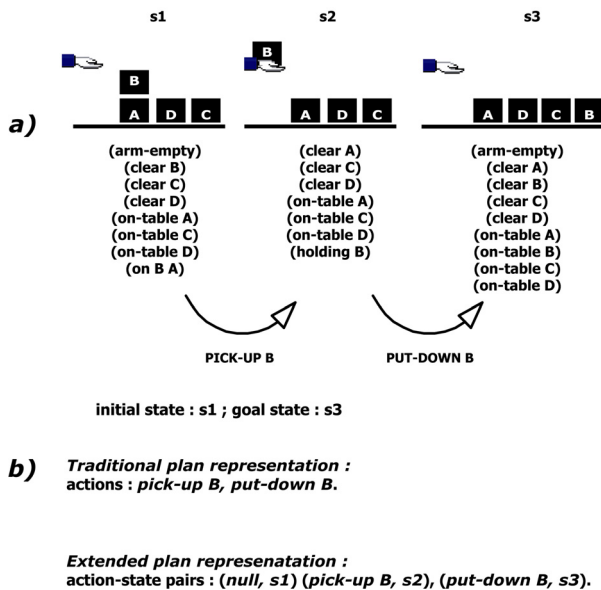 s1 s2 s3
B
B
A D C
A D C
A D C B
a)
(arm-empty)
(clear B)
(clear C)
(clear D)
(on-table A)
(on-table C)
(on-table D)
(on B A)
(clear A)
(clear C)
(clear D)
(on-table A)
(on-table C)
(on-table D)
(holding B)
(arm-empty)
(clear A)
(clear B)
(clear C)
(clear D)
(on-table A)
(on-table B)
(on-table C)
(on-table D)
PICK-UP B
PUT-DOWN B
initial state : s1 ; goal state : s3
b)
Traditional plan representation :
actions : pick-up B, put-down B.
Extended plan represenatation :
action-state pairs : (null, s1) (pick-up B, s2), (put-down B, s3).